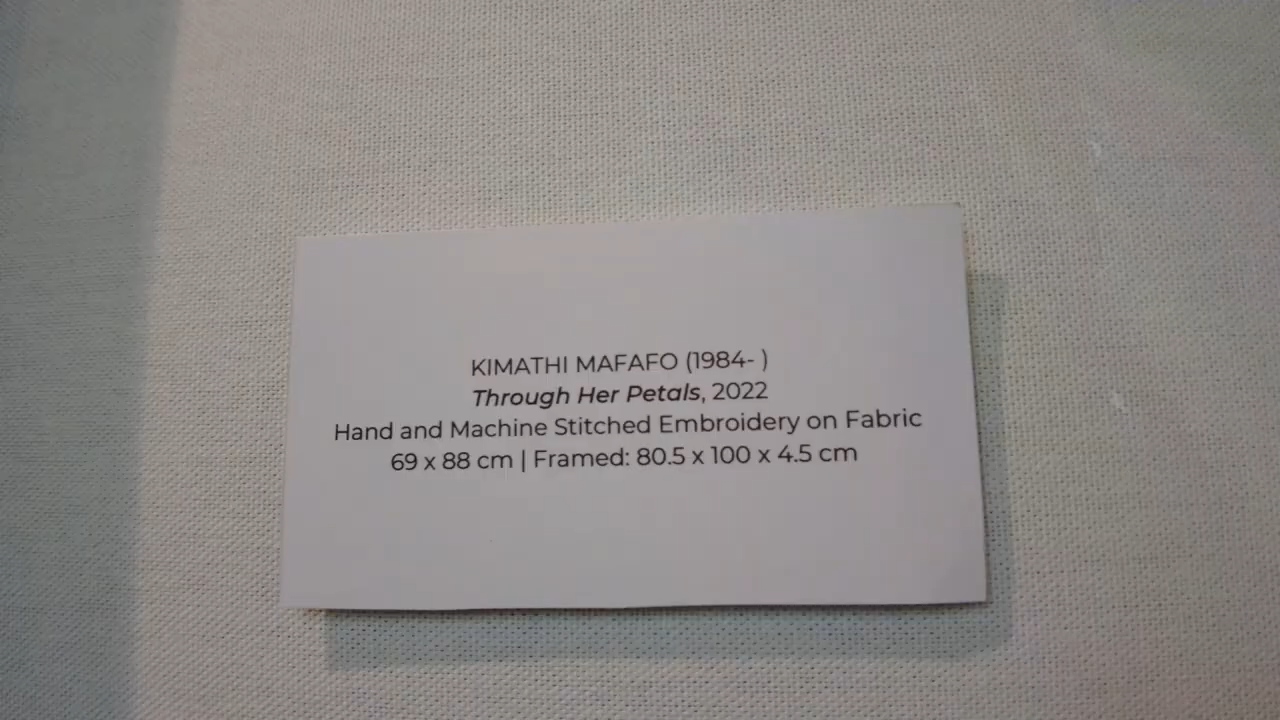 KIMATHI MAFAFO (1984- )
Through Her Petals, 2022
Hand and Machine Stitched Embroidery on Fabric
69 x 88 cm | Framed: 80.5 x 100 x 4.5 cm